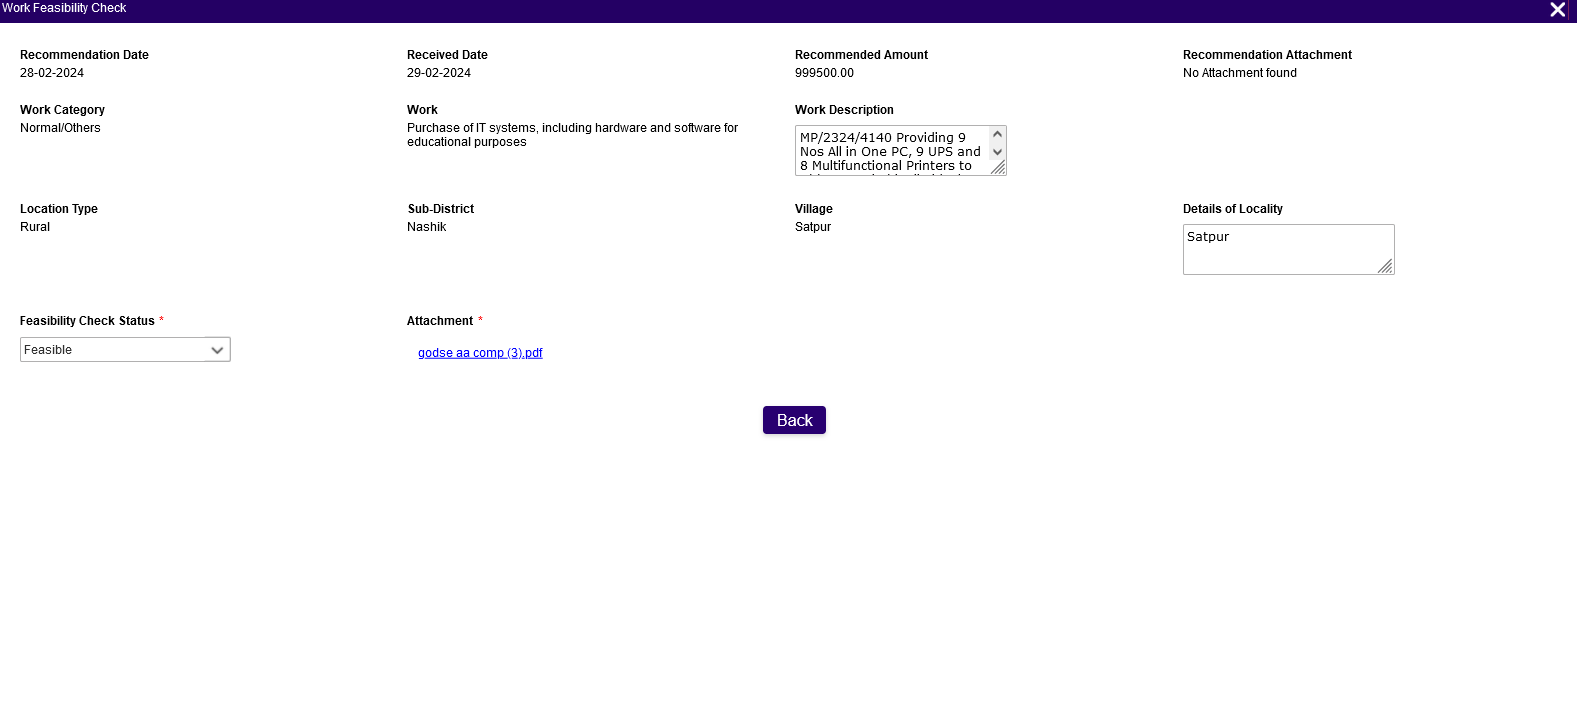 Work Feasibility Check
Recommendation Date
28-02-2024
Received Date
29-02-2024
Recommended Amount
999500.00
Recommendation Attachment
No Attachment found
Work Category
Normal/Others
Work
Purchase of IT systems, including hardware and software for
educational purposes
Work Description
MP/2324/4140 Providing 9
Nos All in One PC, 9 UPS and
8 Multifunctional Printers to
Location Type
Rural
Sub-District
Nashik
Village
Satpur
Details of Locality
Satpur
Feasibility Check Status *
Feasible
Attachment *
godse aa comp (3).pdf
Back